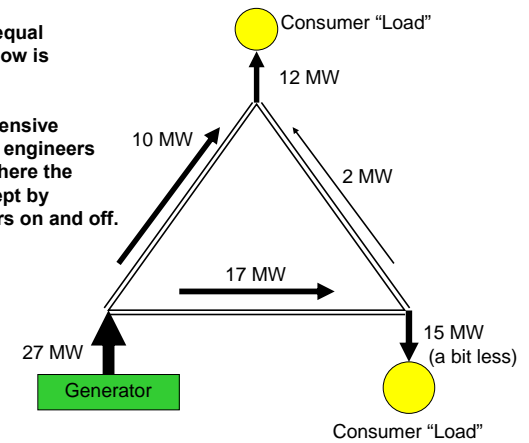 equal
ow is
ensive
engineers
here the
ept by
rs on and off.
Consumer “Load”
12 MW
10 MW
2 MW
17 MW
27 MW
15 MW
(a bit less)
Generator
Consumer “Load”